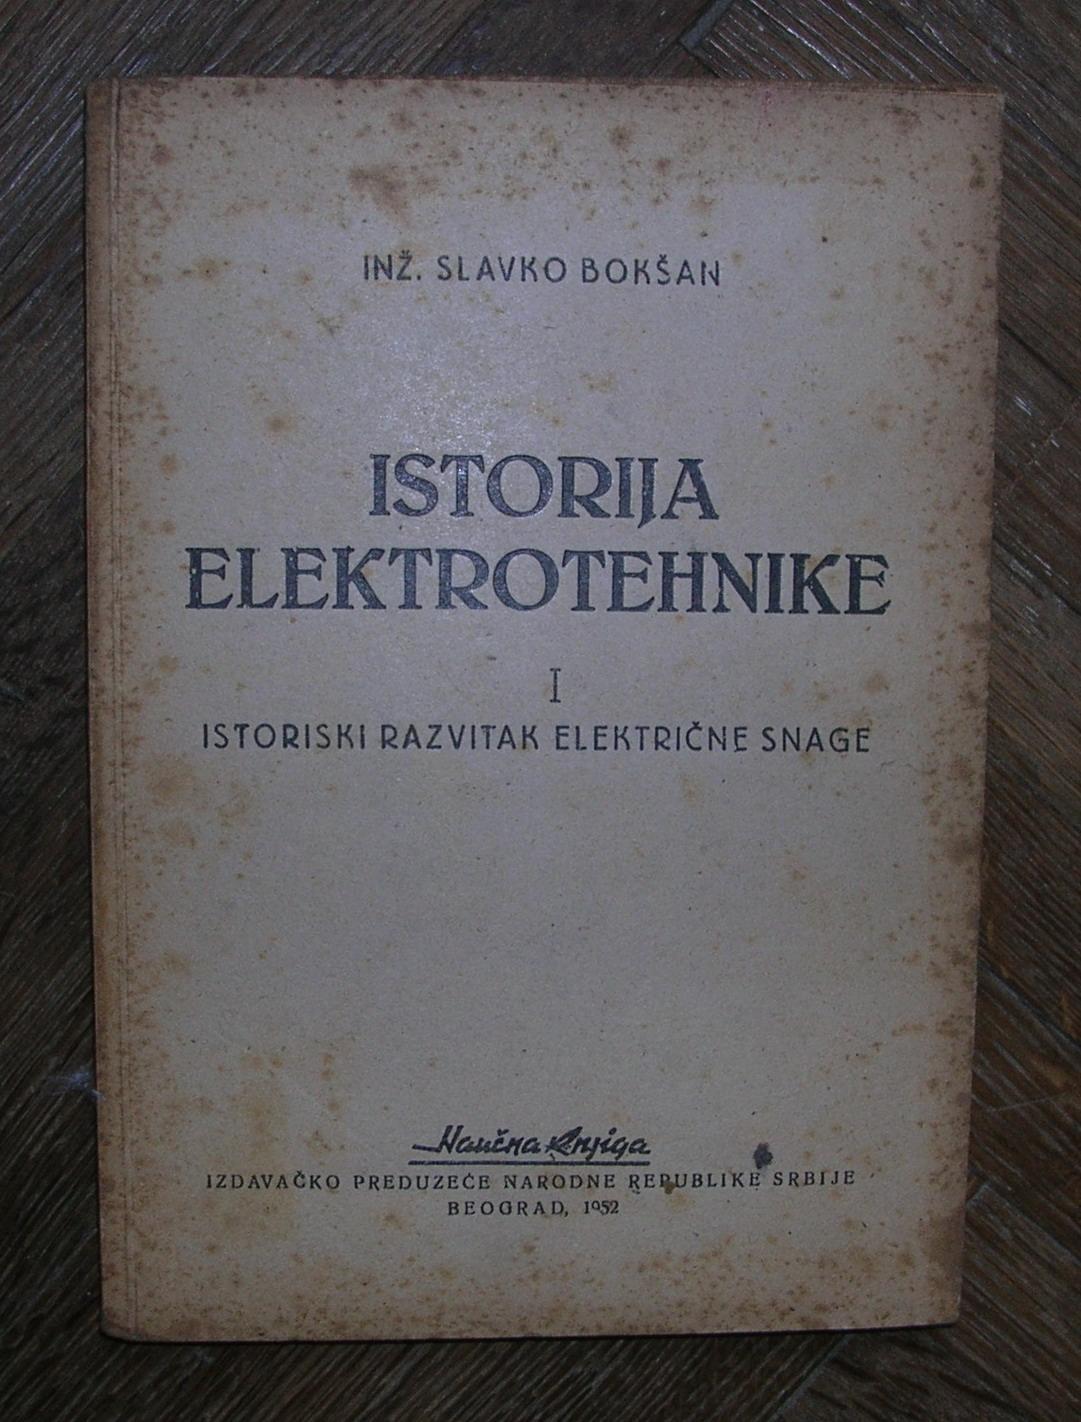 INŽ. SLAVKO BOKŠAN
ISTORIJA
ELEKTROTEHNIKE
I
ISTORISKI RAZVITAK ELEKTRIČNE SNAGE
Naučna Knjiga
IZDAVAČKO PREDUZEĆE NARODNE REPUBLIKE SRBIJE
BEOGRAD, 1952